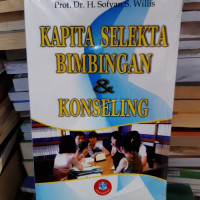 Prof. Dr. H. Sofyan S. Willis
KAPITA SELEKTA
BIMBINGAN
&
KONSELING